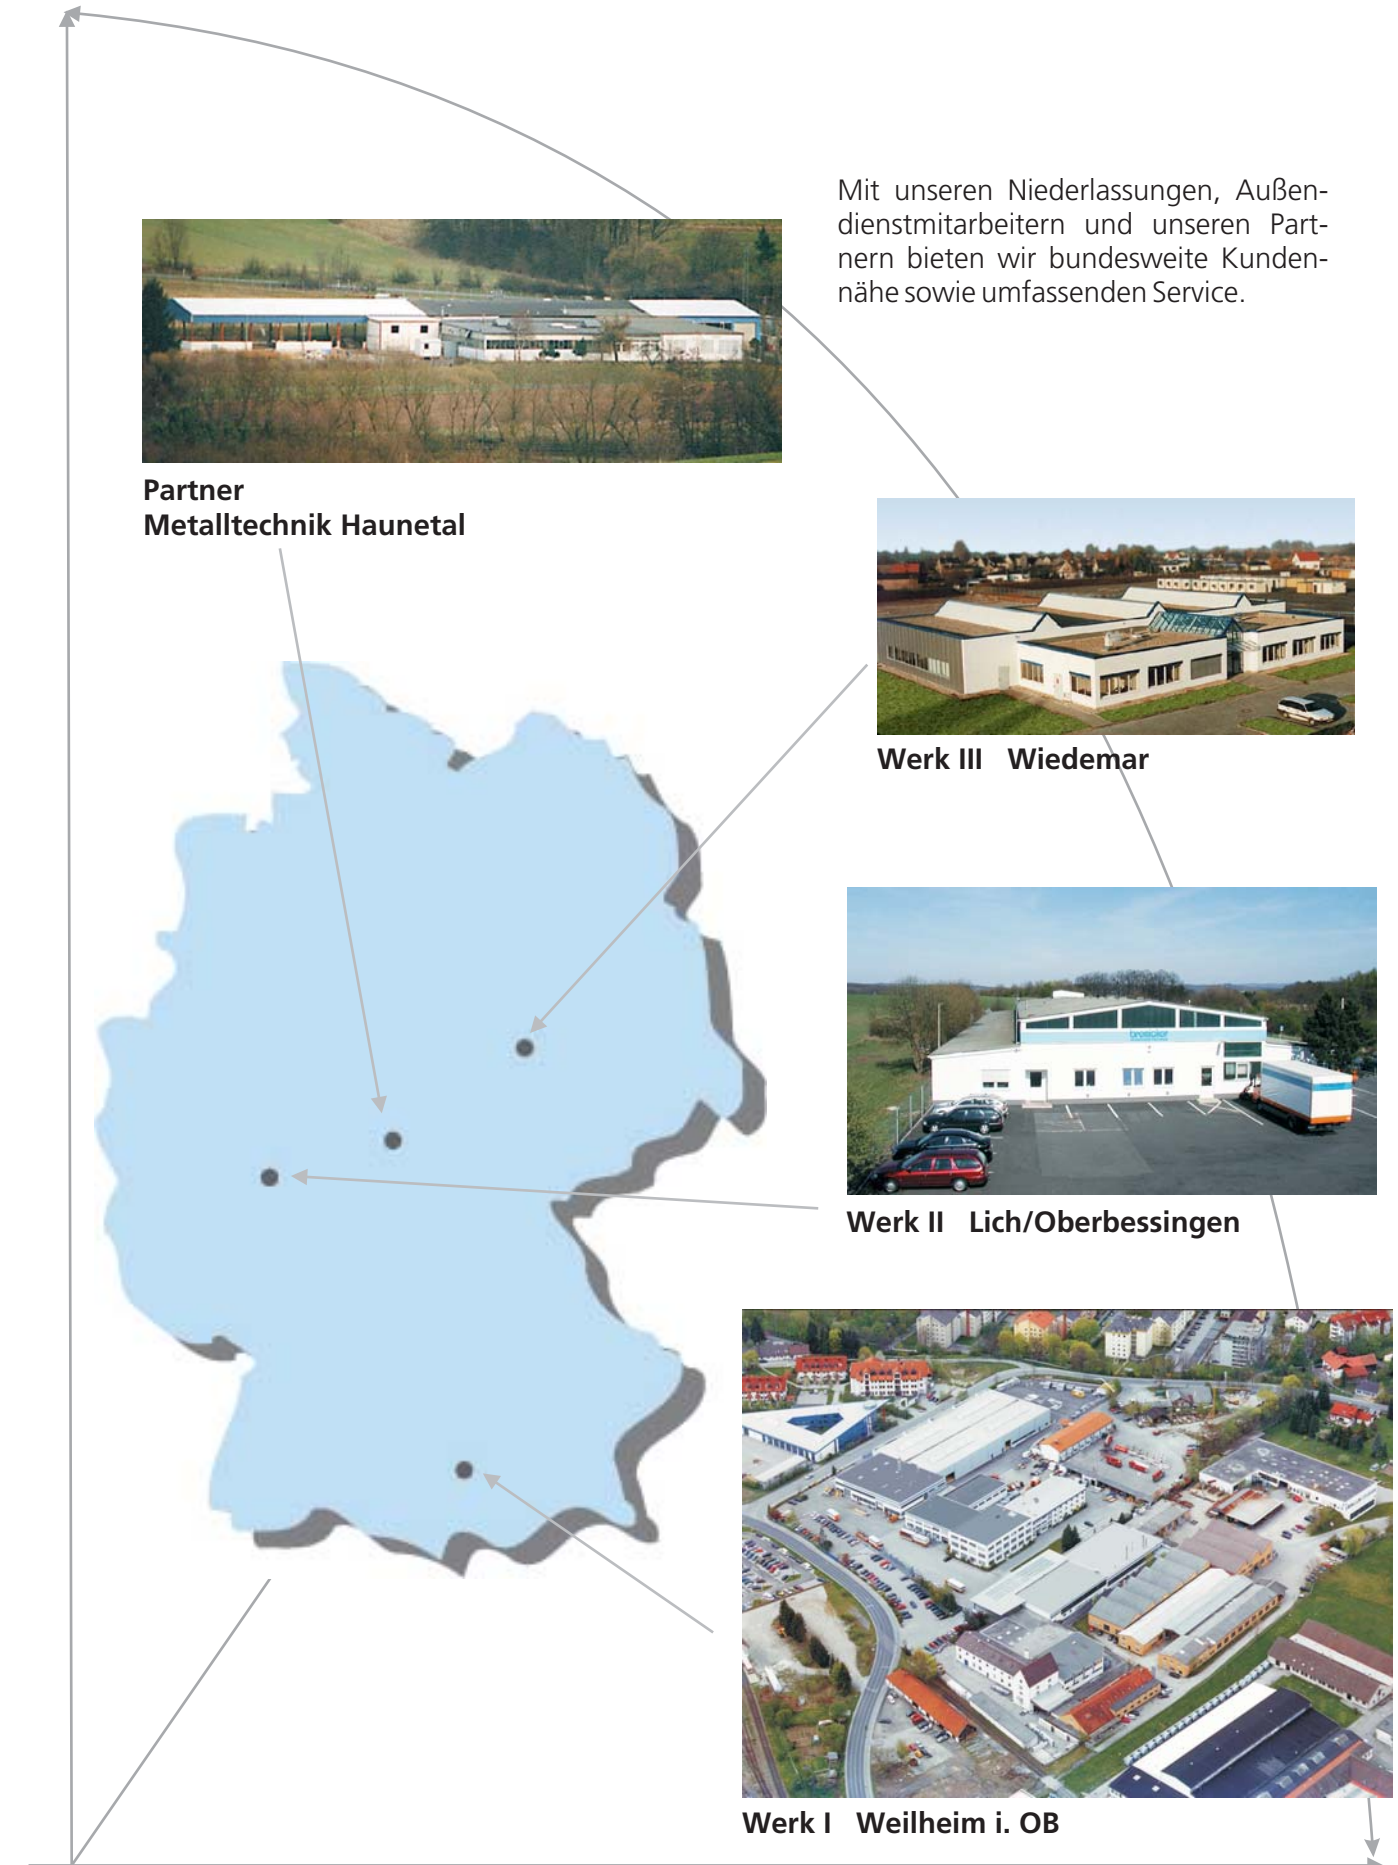 Mit unseren Niederlassungen, Außen-
dienstmitarbeitern und unseren Part-
nern bieten wir bundesweite Kunden-
nähe sowie umfassenden Service.
Partner
Metalltechnik Haunetal
Werk III Wiedemar
Werk II Lich/Oberbessingen
Werk I Weilheim i. OB